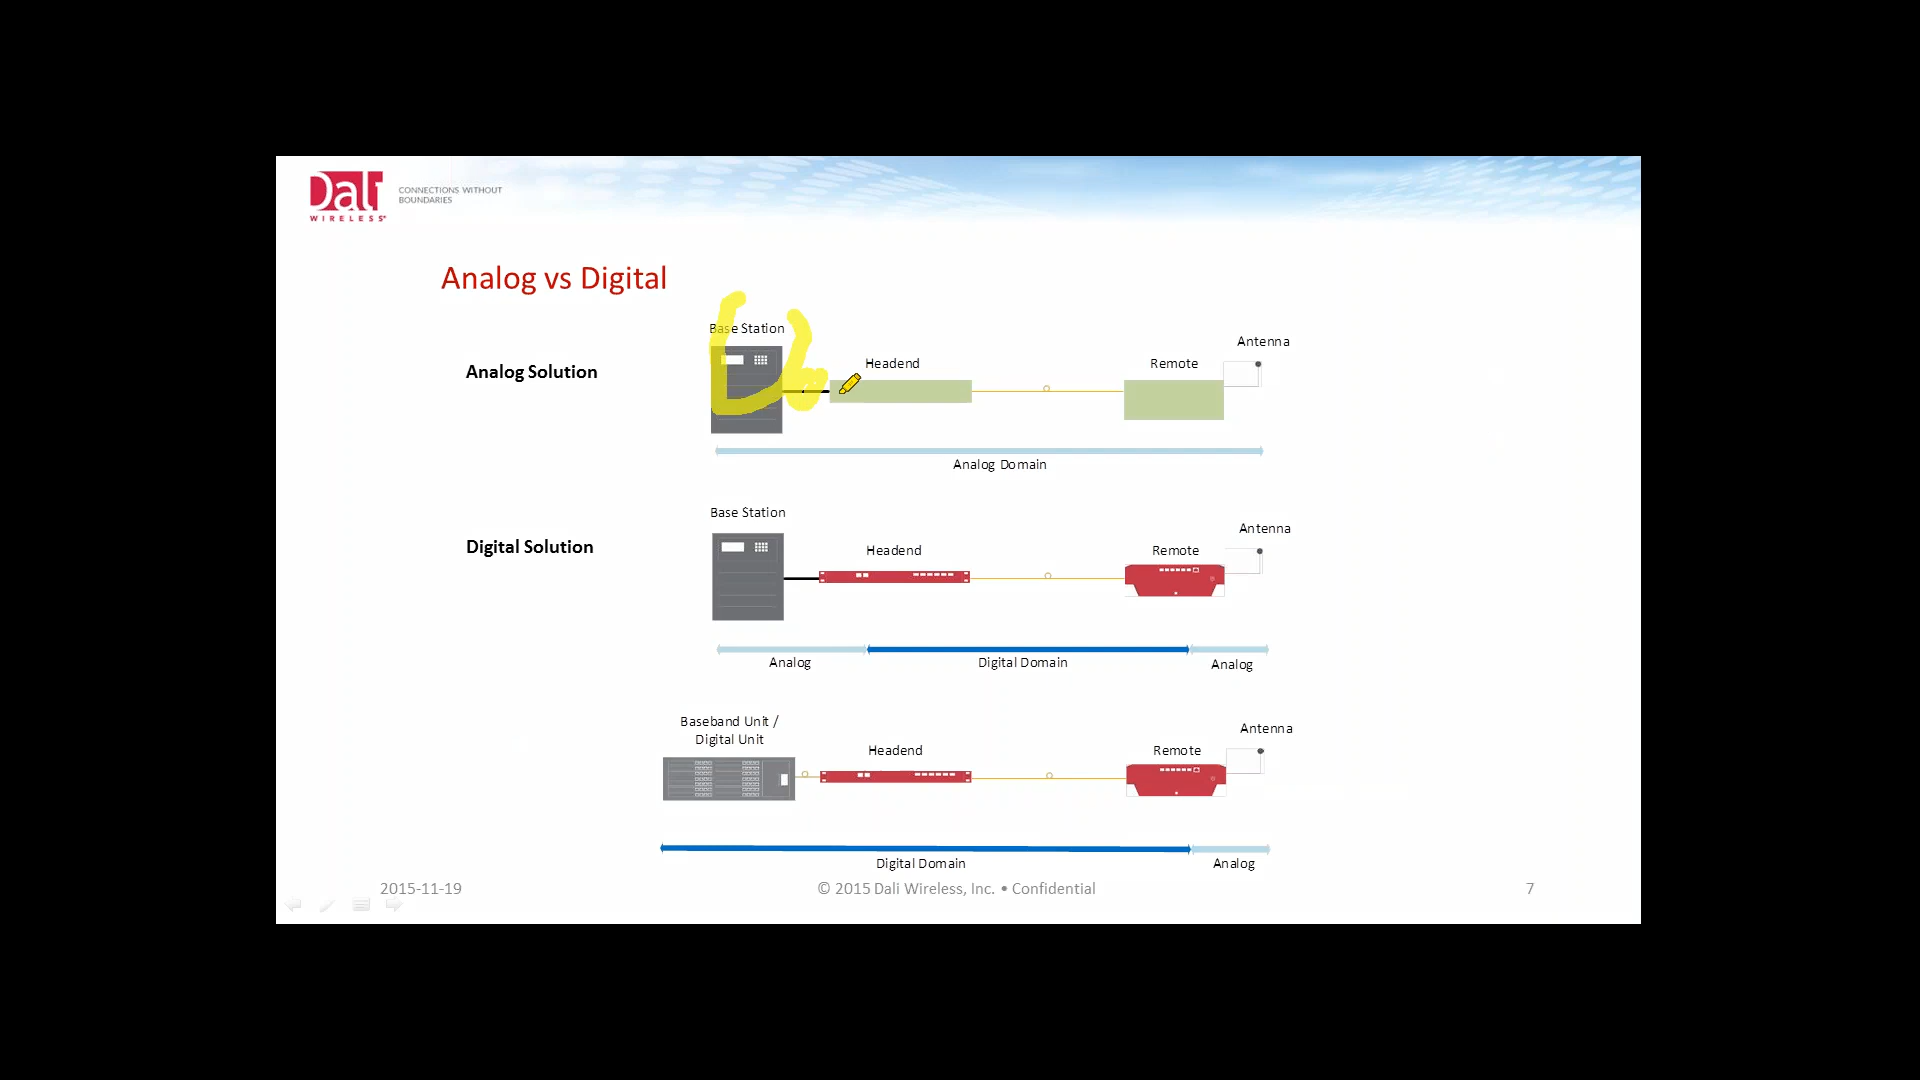 Dali
WIRELESS
CONNECTIONS WITHOUT
BOUNDARIES
Analog vs Digital
Analog Solution
Base Station
Headend
Remote
Antenna
Analog Domain
Digital Solution
Base Station
Headend
Remote
Antenna
Analog
Digital Domain
Analog
Baseband Unit /
Digital Unit
Headend
Remote
Antenna
Digital Domain
Analog
2015-11-19
© 2015 Dali Wireless, Inc. • Confidential
7